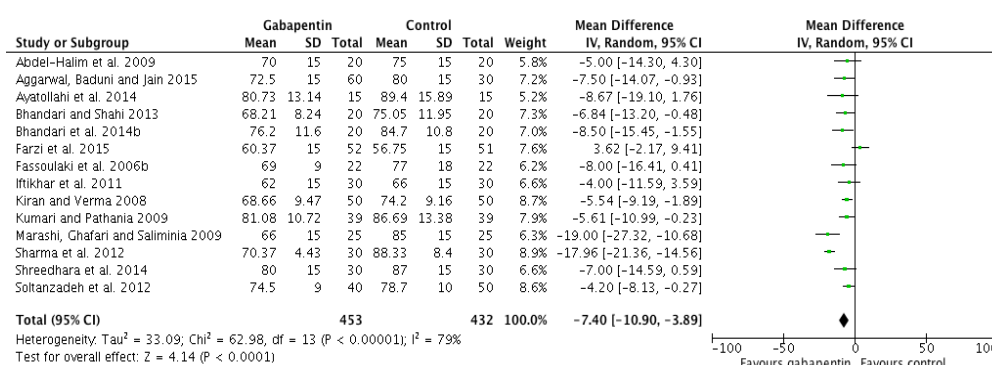 Gabapentin Control Mean Difference Mean Difference
Study or Subgroup Mean SD Total Mean SD Total Weight IV, Random, 95% CI IV, Random, 95% CI
Abdel-Halim et al. 2009 70 15 20 75 15 20 5.8% -5.00 [-14.30, 4.30]
Aggarwal, Baduni and Jain 2015 72.5 15 60 80 15 30 7.2% -7.50 [-14.07, -0.93]
Ayatollahi et al. 2014 80.73 13.14 15 89.4 15.89 15 5.2% -8.67 [-19.10, 1.76]
Bhandari and Shahi 2013 68.21 8.24 20 75.05 11.95 20 7.3% -6.84 [-13.20, -0.48]
Bhandari et al. 2014b 76.2 11.6 20 84.7 10.8 20 7.0% -8.50 [-15.45, -1.55]
Farzi et al. 2015 60.37 15 52 56.75 15 51 7.6% 3.62 [-2.17, 9.41]
Fassoulaki et al. 2006b 69 9 22 77 18 22 6.2% -8.00 [-16.41, 0.41]
Iftikhar et al. 2011 62 15 30 66 15 30 6.6% -4.00 [-11.59, 3.59]
Kiran and Verma 2008 68.66 9.47 50 74.2 9.16 50 8.8% -5.54 [-9.19, -1.89]
Kumari and Pathania 2009 81.08 10.72 39 86.69 13.38 39 7.8% -5.61 [-10.99, -0.23]
Marashi, Ghafari and Saliminia 2009 66 15 25 85 15 25 6.3% -19.00 [-27.32, -10.68]
Sharma et al. 2012 70.37 4.43 30 88.33 8.4 30 8.9% -17.96 [-21.36, -14.56]
Shreedhara et al. 2014 80 15 30 87 15 30 6.6% -7.00 [-14.59, 0.59]
Soltanzadeh et al. 2012 74.5 9 40 78.7 10 50 8.6% -4.20 [-8.13, -0.27]
Total (95% CI) 453 432 100.0% -7.40 [-10.90, -3.89]
Heterogeneity: Tau² = 33.09; Chi² = 62.98, df = 13 (P < 0.00001); I² = 79%
Test for overall effect: Z = 4.14 (P < 0.0001)
-100 -50 0 50 100
Favours gabapentin Favours control